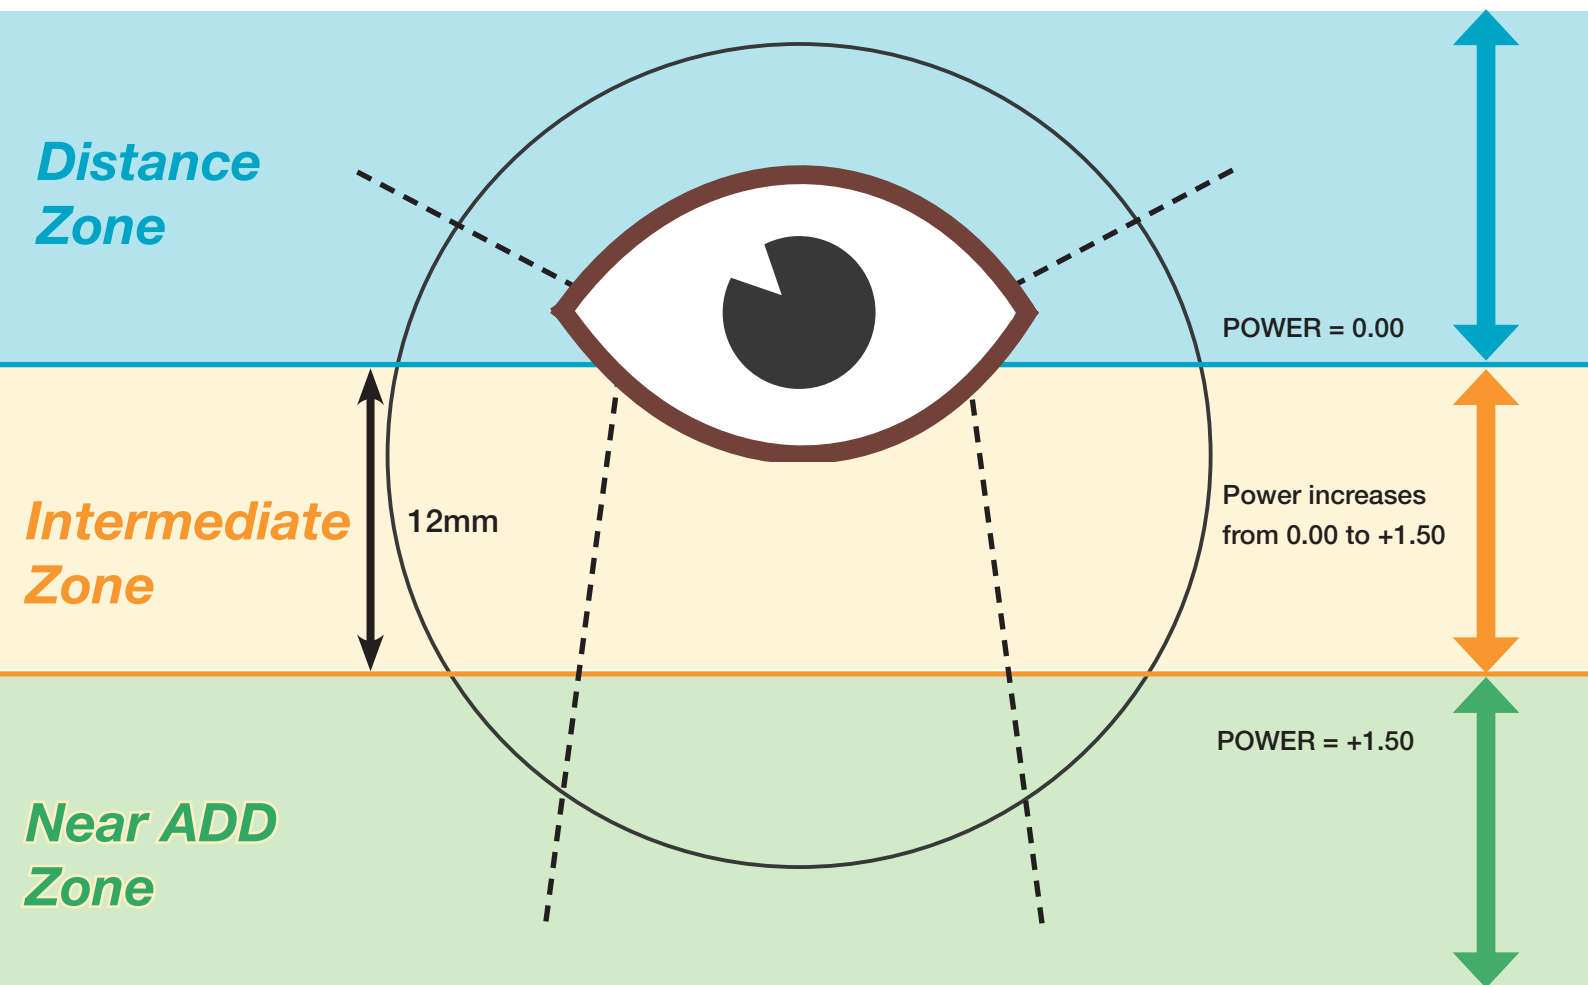 Distance
Zone
POWER = 0.00
Intermediate
Zone
12mm
Power increases
from 0.00 to +1.50
POWER = +1.50
Near ADD
Zone